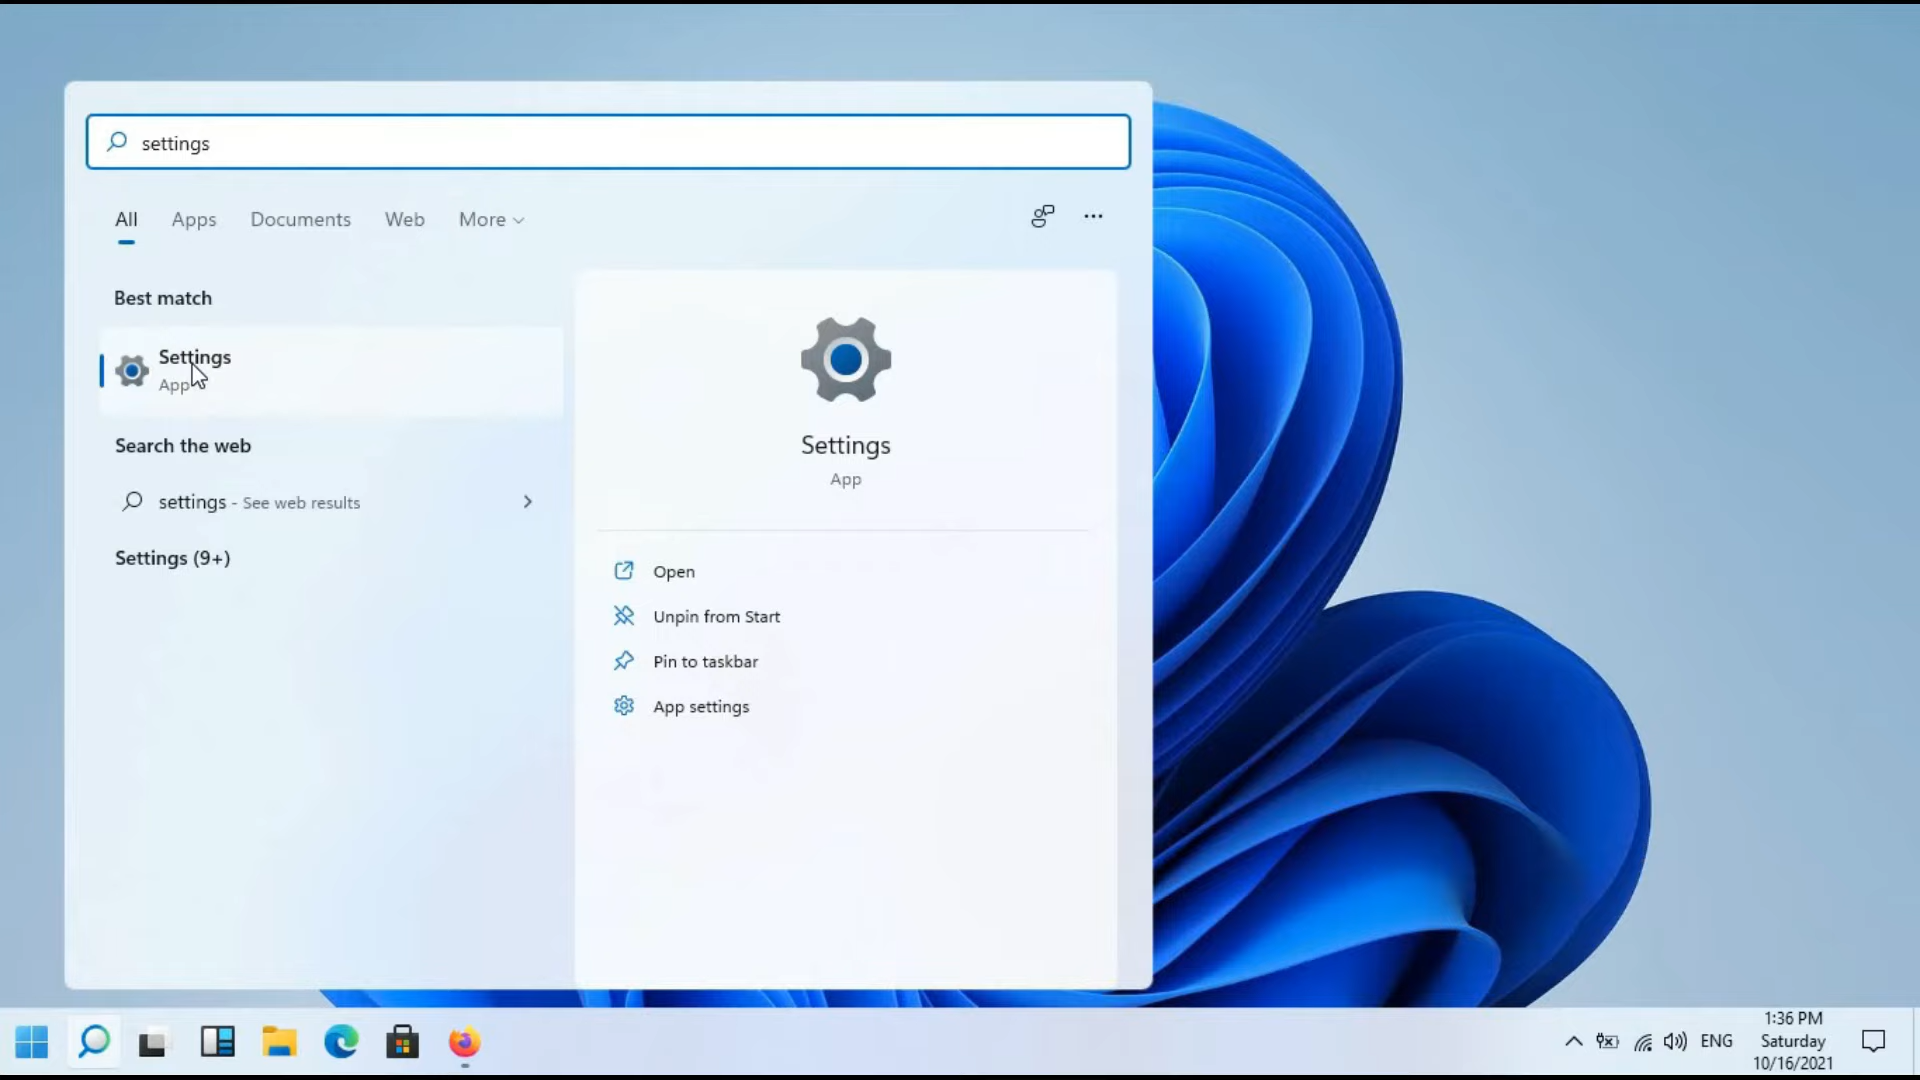 settings
All Apps Documents Web More
Best match
Settings
App
Search the web
settings - See web results
Settings (9+)
Settings
App
Open
Unpin from Start
Pin to taskbar
App settings
ENG
1:36 PM
Saturday
10/16/2021